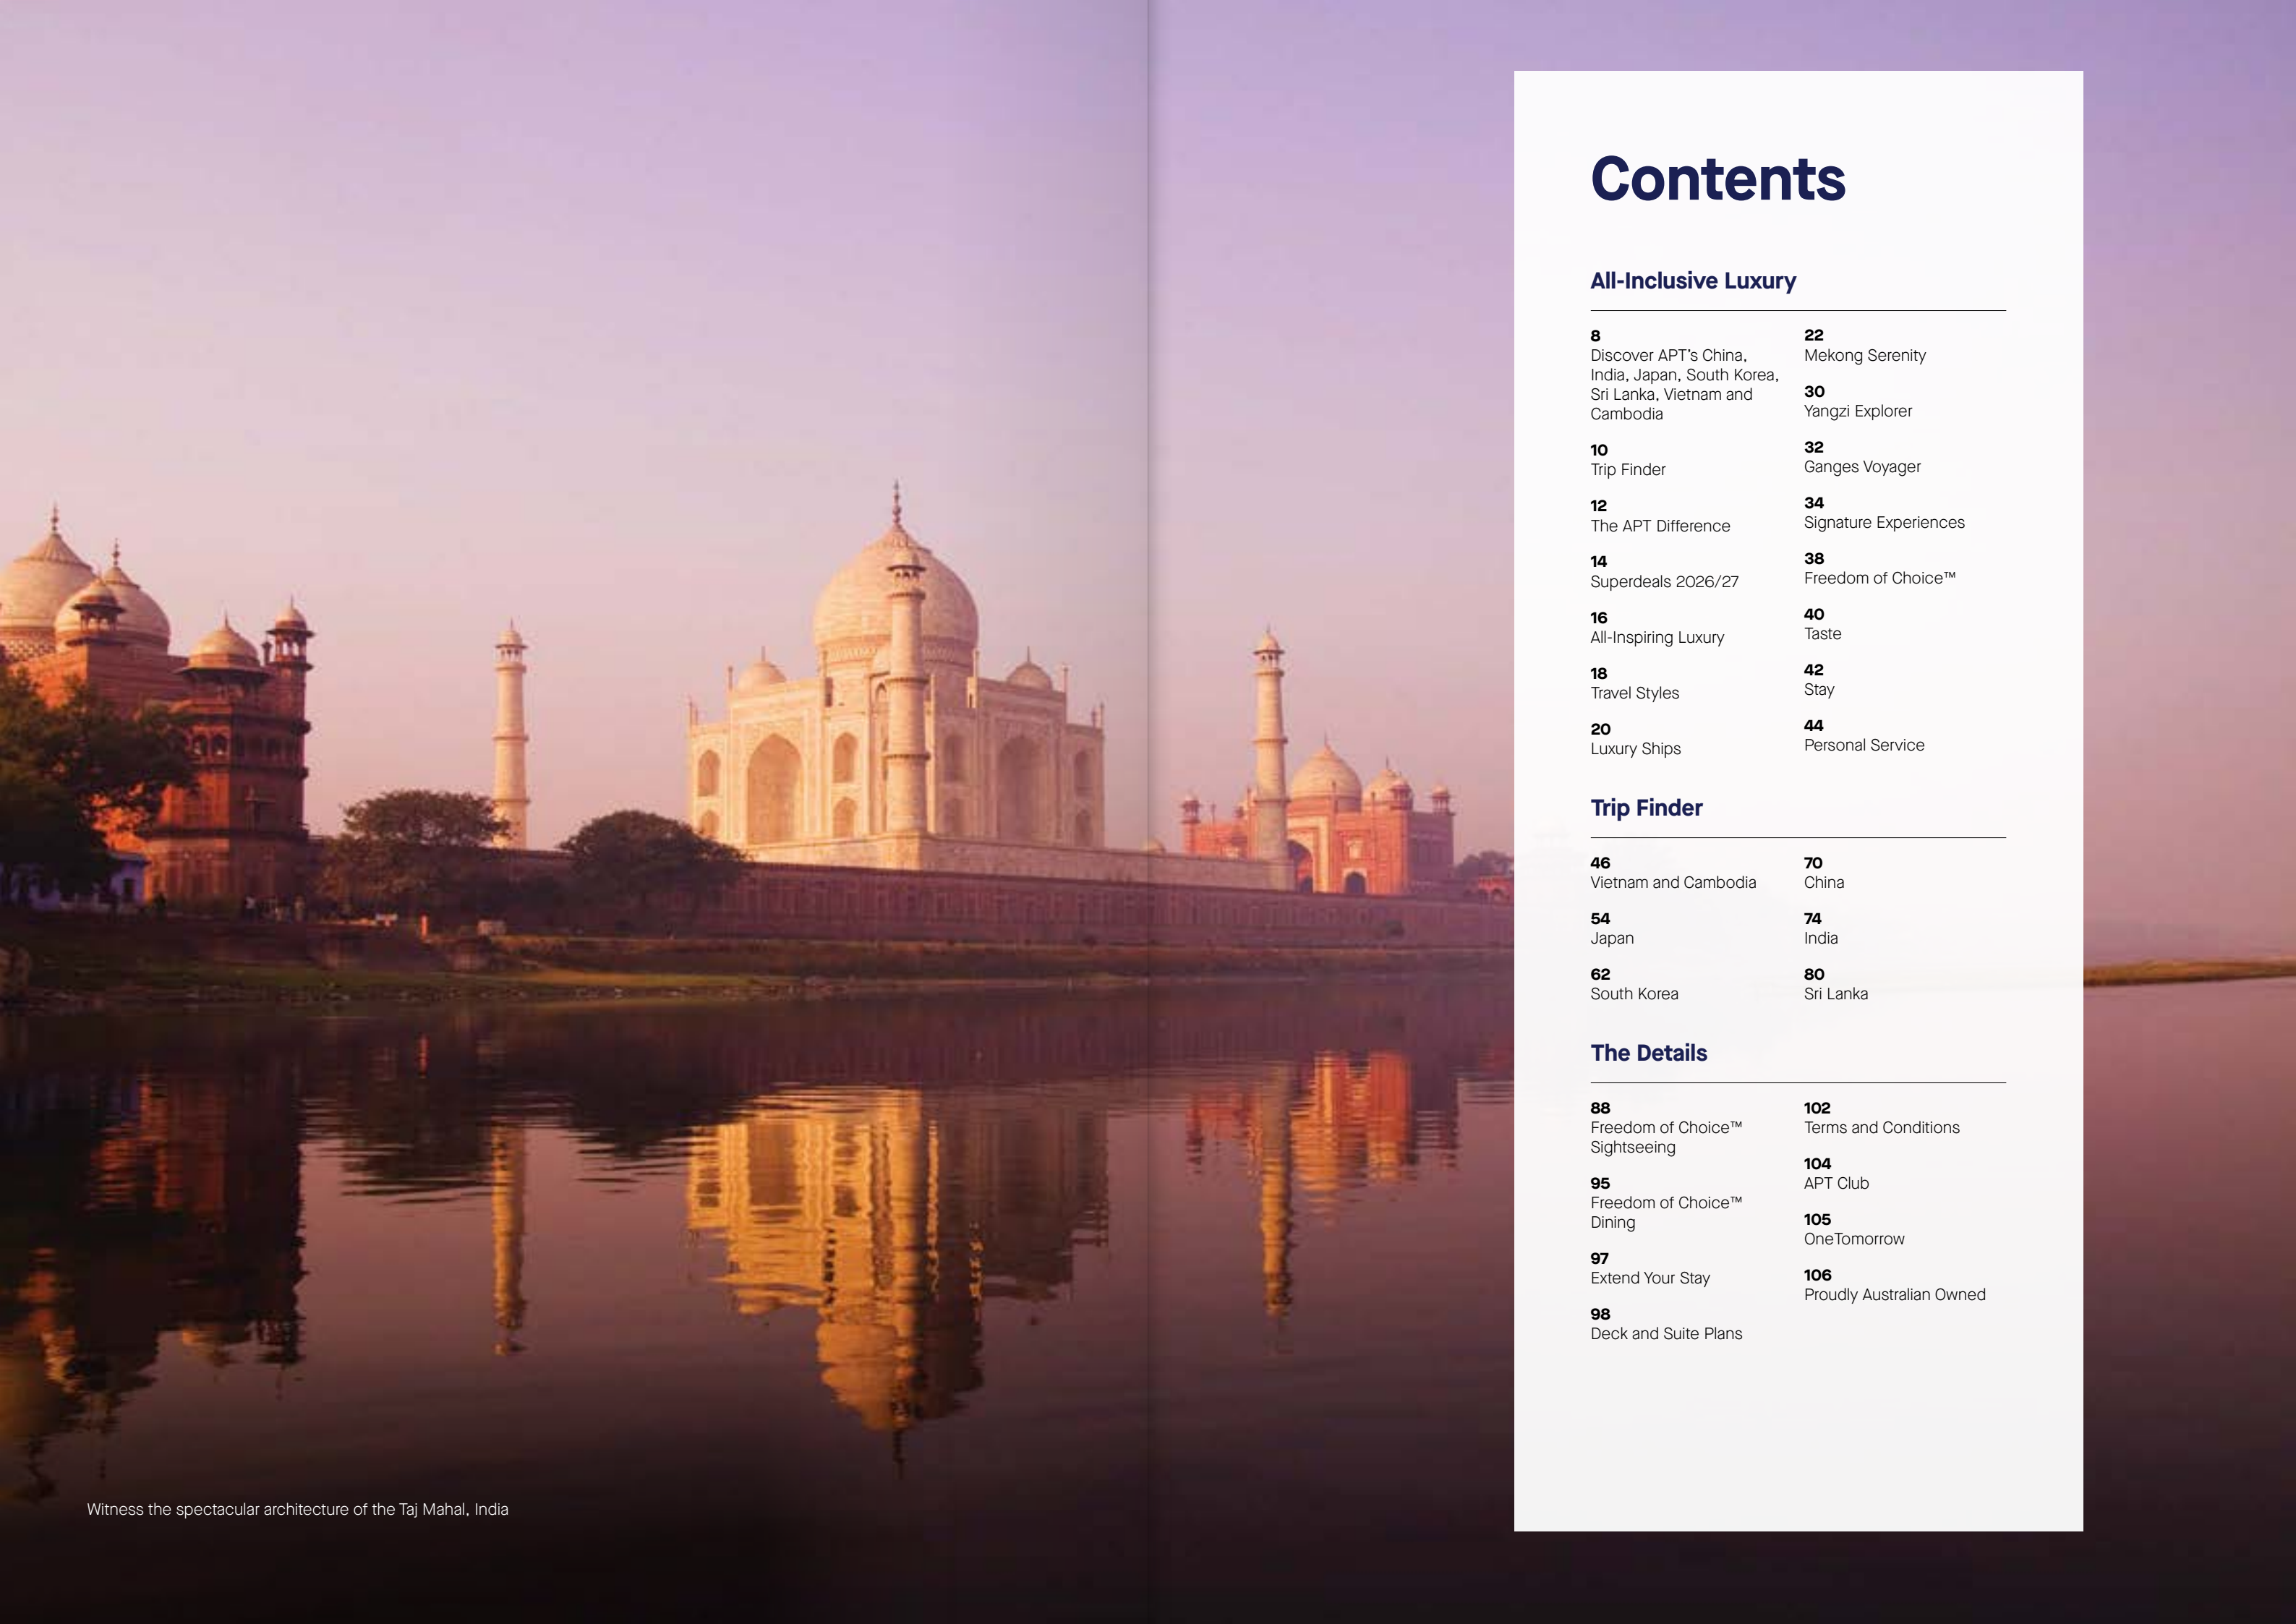 Contents
All-Inclusive Luxury
8
Discover APT's China,
India, Japan, South Korea,
Sri Lanka, Vietnam and
Cambodia
10
Trip Finder
12
The APT Difference
14
Superdeals 2026/27
16
All-Inspiring Luxury
18
Travel Styles
20
Luxury Ships
22
Mekong Serenity
30
Yangzi Explorer
32
Ganges Voyager
34
Signature Experiences
38
Freedom of Choice™
40
Taste
42
Stay
44
Personal Service
Trip Finder
46
Vietnam and Cambodia
54
Japan
62
South Korea
70
China
74
India
80
Sri Lanka
The Details
88
Freedom of Choice™
Sightseeing
95
Freedom of Choice™
Dining
97
Extend Your Stay
98
Deck and Suite Plans
102
Terms and Conditions
104
APT Club
105
OneTomorrow
106
Proudly Australian Owned
Witness the spectacular architecture of the Taj Mahal, India